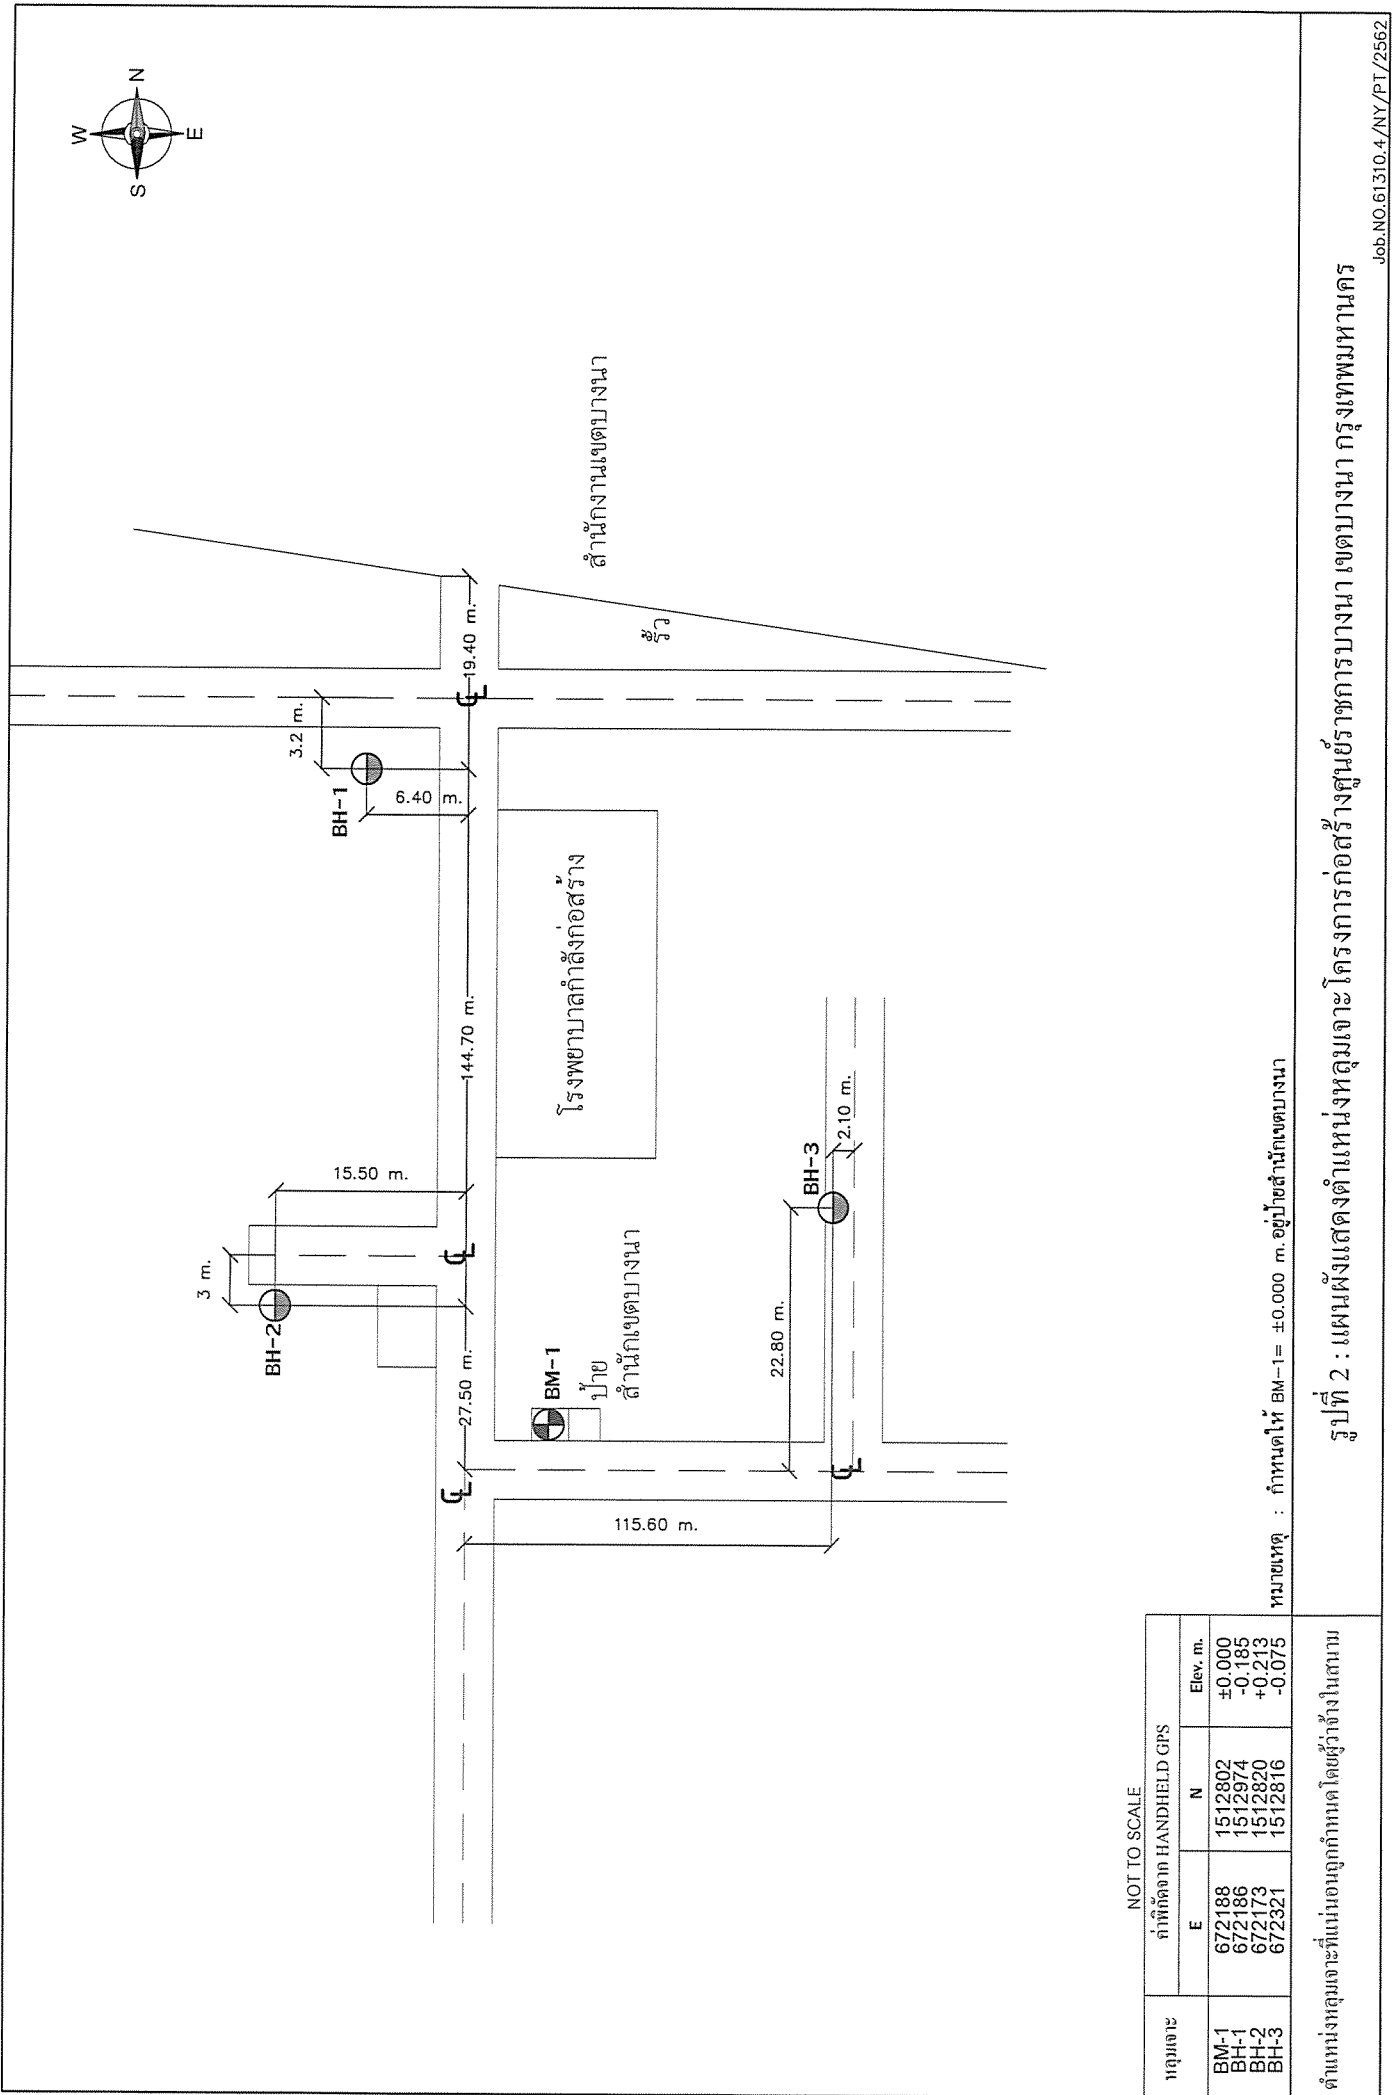 W
N
S
E
สำนักงานเขตบางนา
รั้ว
19.40 m.
3.2 m.
BH-1
6.40 m.
โรงพยาบาลกำลังก่อสร้าง
144.70 m.
15.50 m.
3 m.
BH-2
27.50 m.
BM-1
ป้าย
สำนักเขตบางนา
BH-3
2.10 m.
22.80 m.
115.60 m.
NOT TO SCALE
หลุมเจาะ ค่าพิกัดจาก HANDHELD GPS
E N Elev. m.
BM-1 672188 1512802 ±0.000
BH-1 672186 1512974 -0.185
BH-2 672173 1512820 +0.213
BH-3 672321 1512816 -0.075
หมายเหตุ : กำหนดให้ BM-1= ±0.000 m.อยู่ป้ายสำนักเขตบางนา
ตำแหน่งหลุมเจาะที่แน่นอนถูกกำหนดโดยผู้ว่าจ้างในสนาม
รูปที่ 2 : แผนผังแสดงตำแหน่งหลุมเจาะโครงการก่อสร้างศูนย์ราชการบางนา เขตบางนา กรุงเทพมหานคร
Job.NO.61310.4/NY/PT/2562